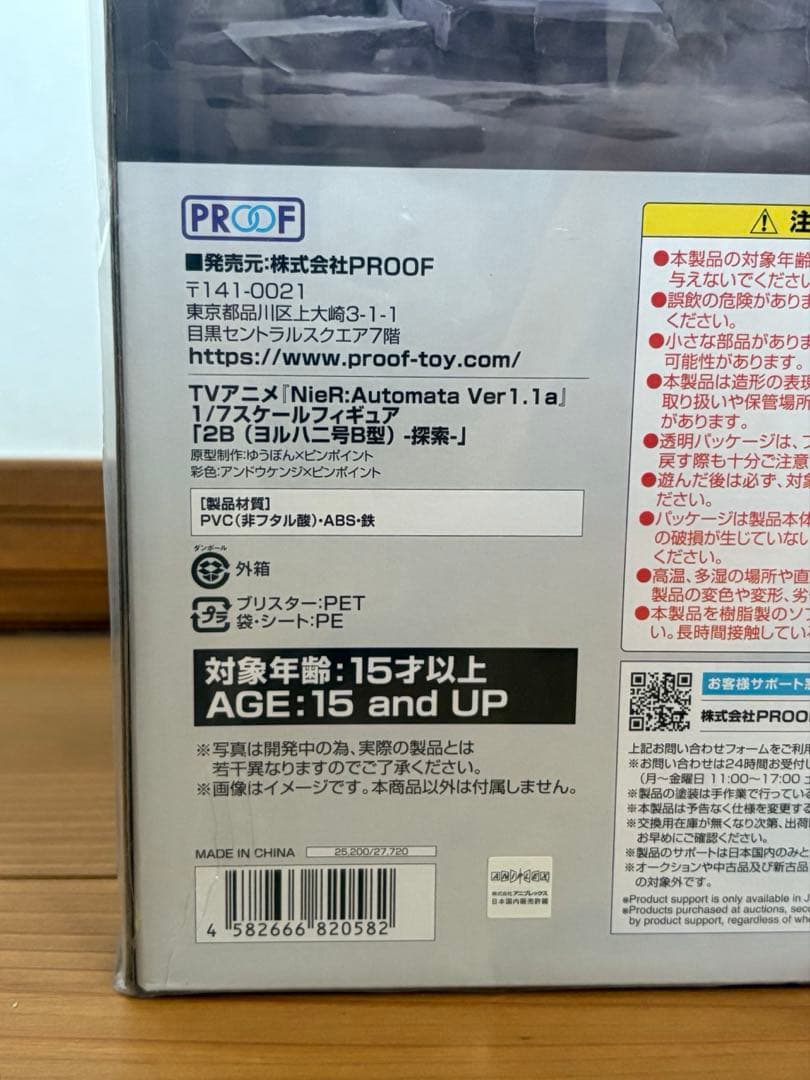 PROOF
■発売元:株式会社PROOF
〒141-0021
東京都品川区上大崎3-1-1
目黒セントラルスクエア7階
https://www.proof-toy.com/
TVアニメ『NieR:Automata Ver1.1a』
1/7スケールフィギュア
「2B（ヨルハ二号B型）-探索-」
原型制作:ゆうぼん×ピンポイント
彩色:アンドウケンジ×ピンポイント
［製品材質］
PVC(非フタル酸)・ABS・鉄
ダンボール
外箱
プラ
ブリスター:PET
袋・シート:PE
対象年齢:15才以上
AGE:15 and UP
※写真は開発中の為、実際の製品とは
若干異なりますのでご了承ください。
※画像はイメージです。本商品以外は付属しません。
MADE IN CHINA
25,200/27,720
4 582666 820582
ANIPLEX
株式会社アニプレックス
日本国内販売許諾
⚠注
●本製品の対象年齢
与えないでください
●誤飲の危険がありま
ください。
●小さな部品がありま
可能性があります。
●本製品は造形の表現
取り扱いや保管場所
があります。
●透明パッケージは、
戻す際も十分ご注意
●遊んだ後は必ず、対象
ださい。
●パッケージは製品本体
の破損が生じていない
ください。
●高温、多湿の場所や直
製品の変色や変形、劣
●本製品を樹脂製のソフ
い。長時間接触してい
お客様サポート
株式会社PROO
上記お問い合わせフォームをご利用
※お問い合わせは24時間お受付し
（月〜金曜日 11:00〜17:00
※製品の塗装は手作業で行っている
※本製品は予告なく仕様を変更する
※交換用在庫が無くなり次第、出荷
お早めにご確認ください。
※製品のサポートは日本国内のみと
※オークションや中古品及び新古品
の対象外です。
※Product support is only available in J
※Products purchased at auctions, sec
by product support, regardless of wh